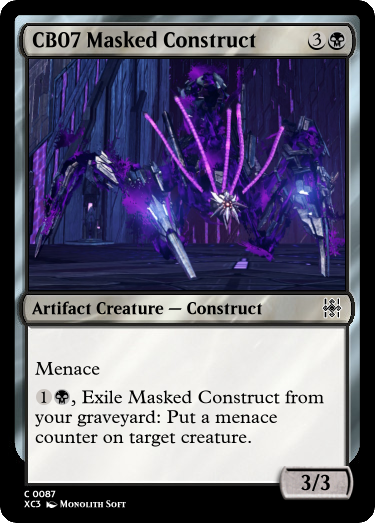 CB07 Masked Construct 3
Artifact Creature — Construct
Menace
1, Exile Masked Construct from
your graveyard: Put a menace
counter on target creature.
3/3
C 0087
XC3 Monolith Soft